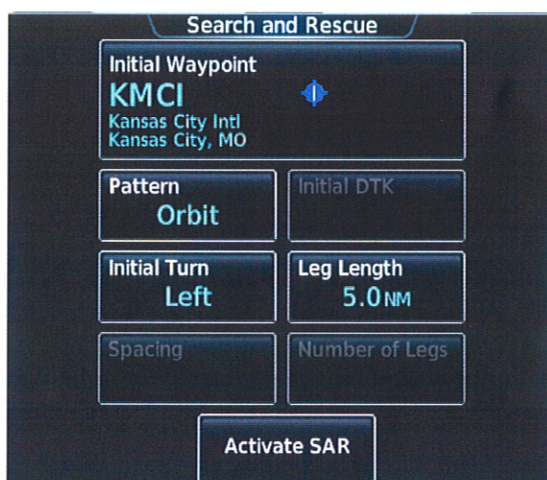 Search and Rescue
Initial Waypoint
KMCI
Kansas City Intl
Kansas City, MO
Pattern
Orbit
Initial DTK
Initial Turn
Left
Leg Length
5.0NM
Spacing
Number of Legs
Activate SAR